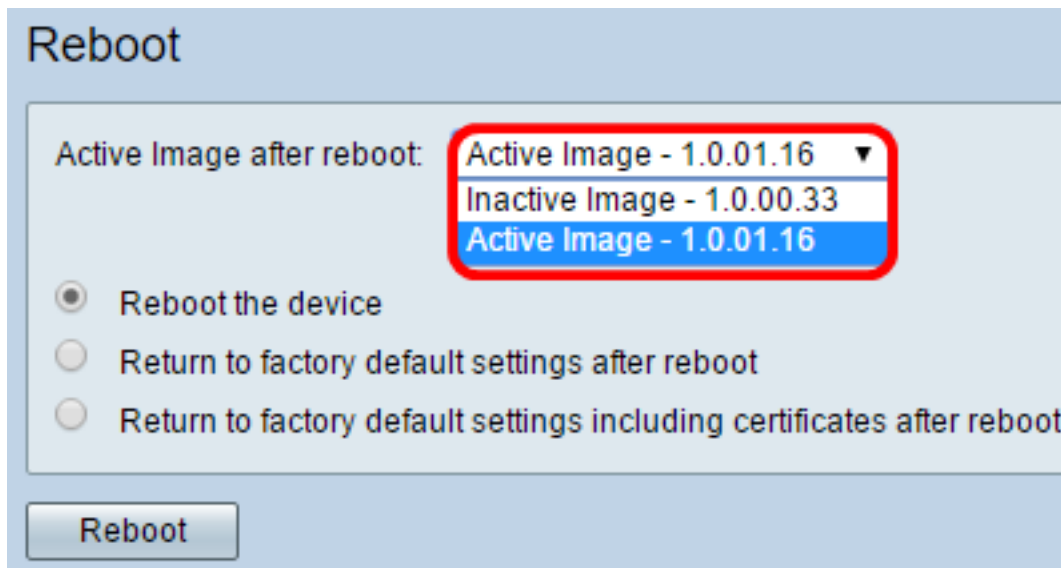 Reboot
Active Image after reboot: Active Image - 1.0.01.16
Inactive Image - 1.0.00.33
Active Image - 1.0.01.16
Reboot the device
Return to factory default settings after reboot
Return to factory default settings including certificates after reboot
Reboot